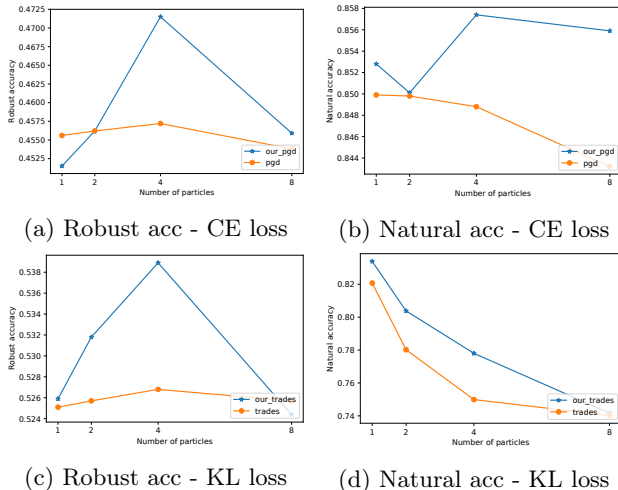 0.4725
0.4700
0.4675
0.4650
0.4625
0.4600
0.4575
0.4550
0.4525
Robust accuracy
our_pgd
pgd
1 2 4 8
Number of particles
(a) Robust acc - CE loss
0.858
0.856
0.854
0.852
0.850
0.848
0.846
0.844
Natural accuracy
our_pgd
pgd
1 2 4 8
Number of particles
(b) Natural acc - CE loss
0.538
0.536
0.534
0.532
0.530
0.528
0.526
0.524
Robust accuracy
our_trades
trades
1 2 4 8
Number of particles
(c) Robust acc - KL loss
0.82
0.80
0.78
0.76
0.74
Natural accuracy
our_trades
trades
1 2 4 8
Number of particles
(d) Natural acc - KL loss